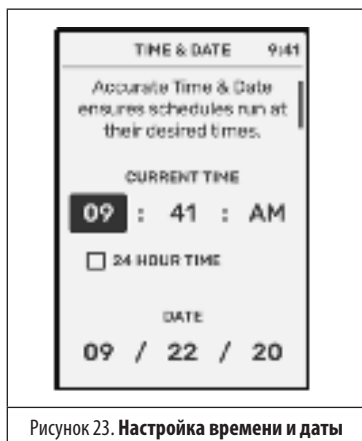 TIME & DATE 9:41
Accurate Time & Date
ensures schedules run at
their desired times.
CURRENT TIME
09 : 41 : AM
24 HOUR TIME
DATE
09 / 22 / 20
Рисунок 23. Настройка времени и даты